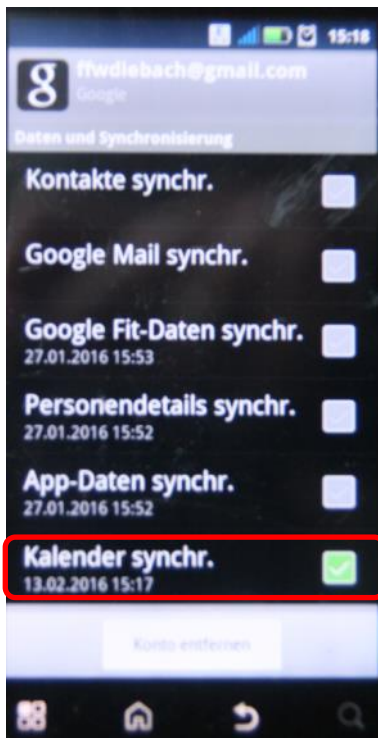 15:18
g
ffwdlebach@gmail.com
Google
Daten und Synchronisierung
Kontakte synchr.
Google Mail synchr.
Google Fit-Daten synchr.
27.01.2016 15:53
Personendetails synchr.
27.01.2016 15:52
App-Daten synchr.
27.01.2016 15:52
Kalender synchr.
13.02.2016 15:17
Konto entfernen